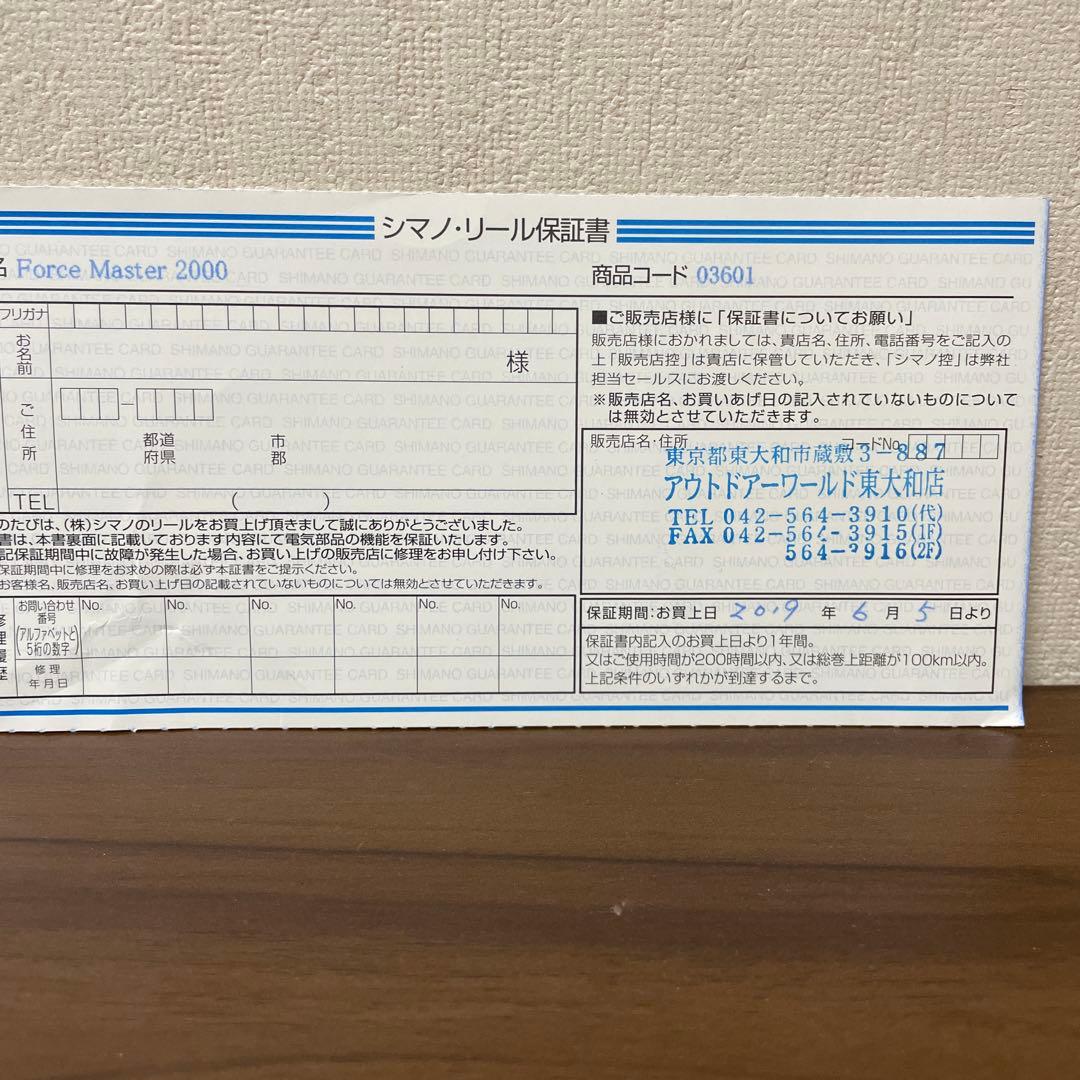 シマノ・リール保証書
名 Force Master 2000
商品コード 03601
フリガナ
お名前
様
ご住所
都道
府県
市
郡
TEL ( )
のたびは、(株)シマノのリールをお買上げ頂きまして誠にありがとうございました。
書は、本書裏面に記載しております内容にて電気部品の機能を保証いたします。
記保証期間中に故障が発生した場合、お買い上げの販売店に修理をお申し付け下さい。
保証期間中に修理をお求めの際は必ず本証書をご提示ください。
お客様名、販売店名、お買い上げ日の記載されていないものについては無効とさせていただきます。
修理履歴
お問い合わせ
番号
(アルファベットと
5桁の数字)
No. No. No. No. No. No.
修理
年月日
■ご販売店様に「保証書についてお願い」
販売店様におかれましては、貴店名、住所、電話番号をご記入の
上「販売店控」は貴店に保管していただき、「シマノ控」は弊社
担当セールスにお渡しください。
※販売店名、お買いあげ日の記入されていないものについて
は無効とさせていただきます。
販売店名・住所 コードNo.
東京都東大和市蔵敷3-887
アウトドアーワールド東大和店
TEL 042-564-3910(代)
FAX 042-564-3915(1F)
564-3916(2F)
保証期間:お買上日 2019 年 6 月 5 日より
保証書内記入のお買上日より1年間。
又はご使用時間が200時間以内、又は総巻上距離が100km以内。
上記条件のいずれかが到達するまで。